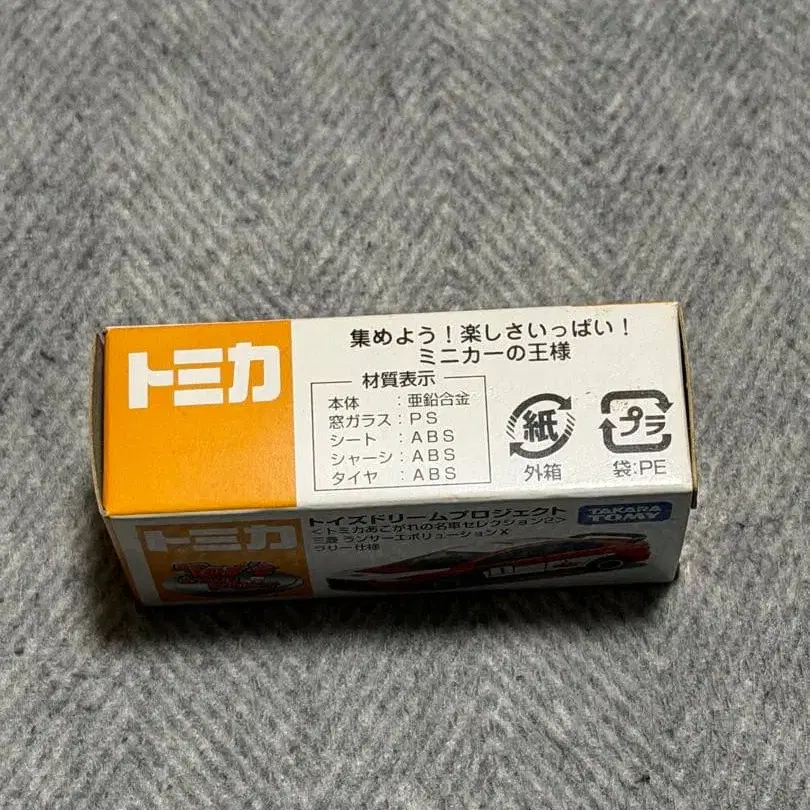 トミカ
集めよう！楽しさいっぱい！
ミニカーの王様
材質表示
本体：亜鉛合金
窓ガラス：PS
シート：ABS
シャーシ：ABS
タイヤ：ABS
紙
外箱
プラ
袋：PE
トミカ
トイズドリームプロジェクト
<トミカあこがれの名車セレクション2>
三菱 ランサーエボリューションX
ラリー仕様
TAKARA
TOMY